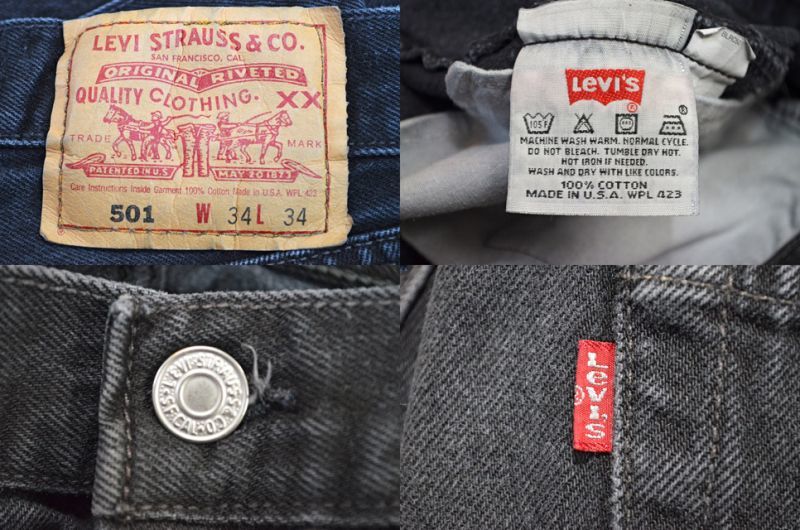 LEVI STRAUSS & CO.
SAN FRANCISCO, CAL.
ORIGINAL RIVETED
QUALITY CLOTHING. XX
TRADE MARK
PATENTED IN U.S. MAY 20 1873
Care Instructions Inside Garment 100% Cotton Made in U.S.A. WPL 423
501 W 34 L 34
LEVI'S
®
105F
MACHINE WASH WARM. NORMAL CYCLE.
DO NOT BLEACH. TUMBLE DRY HOT.
HOT IRON IF NEEDED.
WASH AND DRY WITH LIKE COLORS.
100% COTTON
MADE IN U.S.A. WPL 423
LEVI STRAUSS & CO S.F. CAL
LEVI'S
®